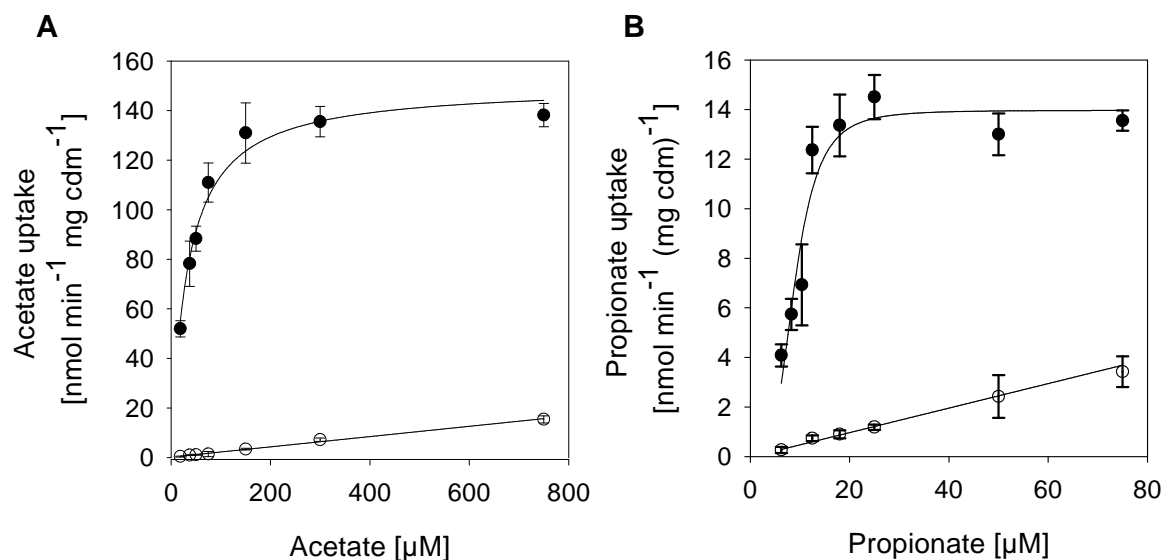 A
Acetate uptake
[nmol min⁻¹ mg cdm⁻¹]
160
140
120
100
80
60
40
20
0
0 200 400 600 800
Acetate [µM]
B
Propionate uptake
[nmol min⁻¹ (mg cdm)⁻¹]
16
14
12
10
8
6
4
2
0
0 20 40 60 80
Propionate [µM]